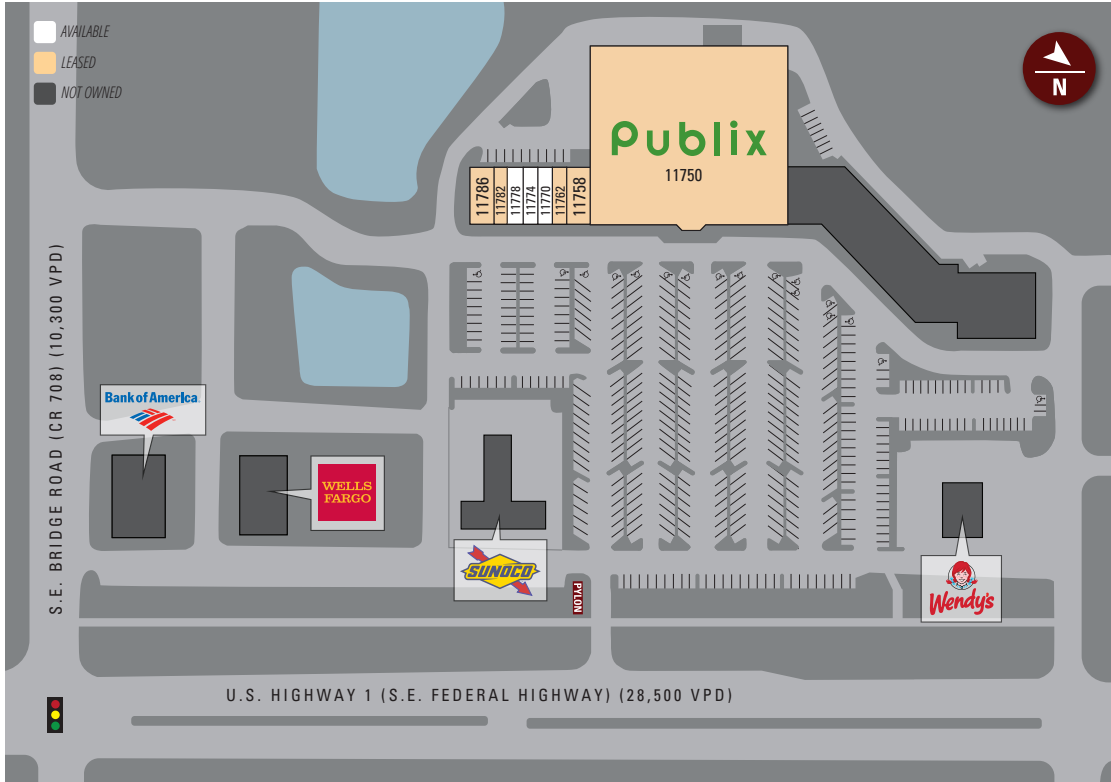 AVAILABLE
LEASED
NOT OWNED
N
Publix
11750
11786
11782
11778
11774
11770
11762
11758
S.E. BRIDGE ROAD (CR 708) (10,300 VPD)
Bank of America
WELLS
FARGO
SUNOCO
PYLON
Wendy's
U.S. HIGHWAY 1 (S.E. FEDERAL HIGHWAY) (28,500 VPD)